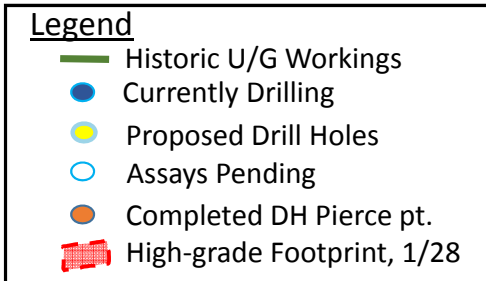 Legend
Historic U/G Workings
Currently Drilling
Proposed Drill Holes
Assays Pending
Completed DH Pierce pt.
High-grade Footprint, 1/28